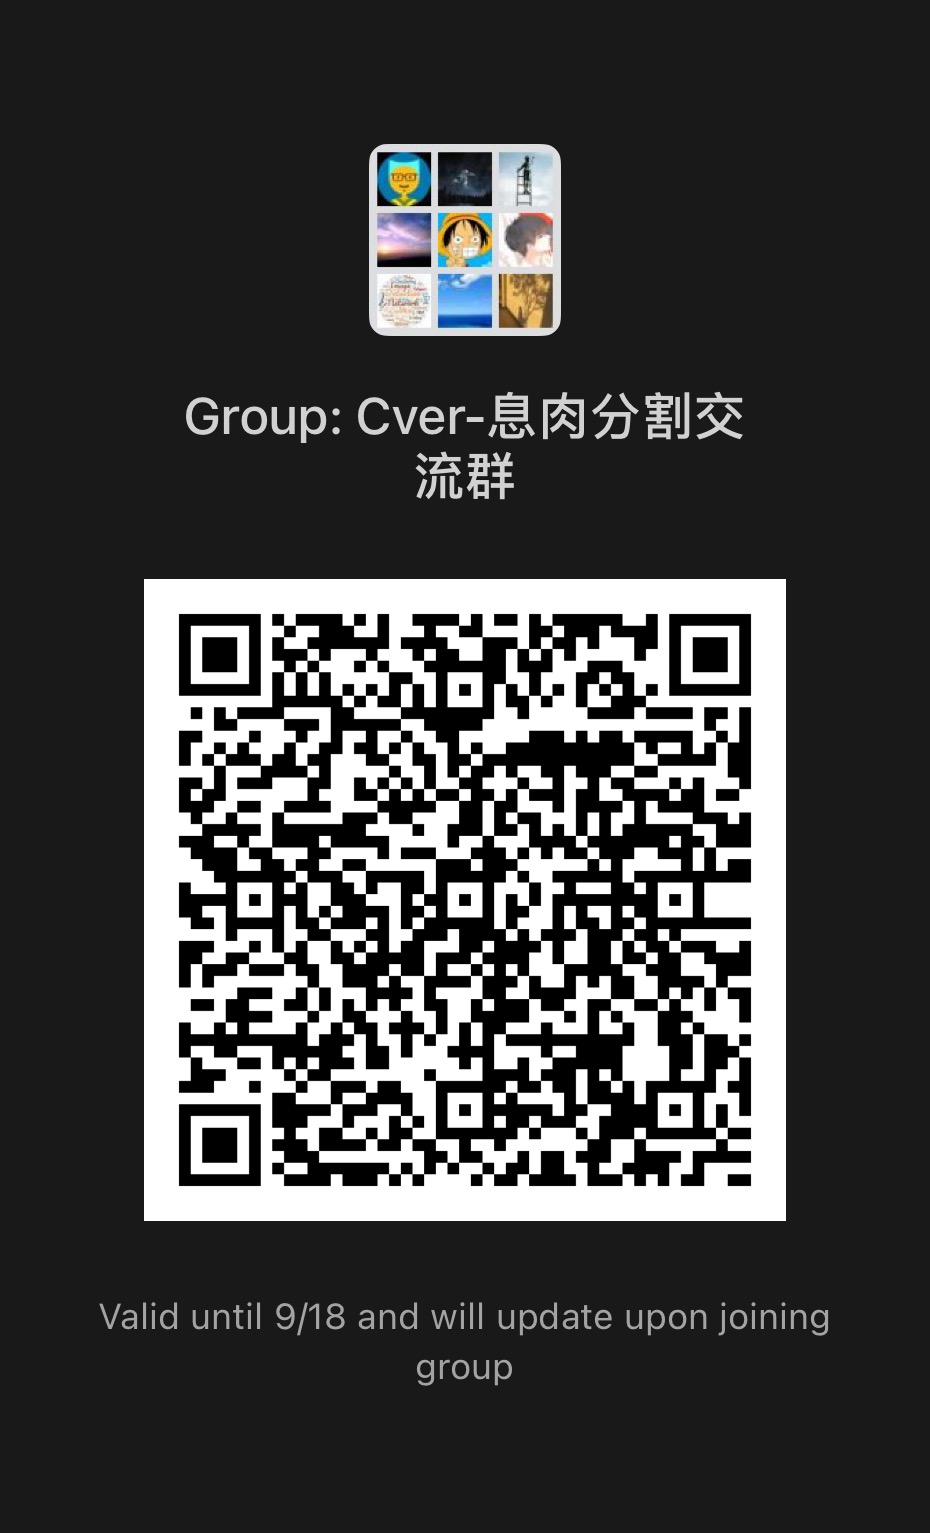 Group: Cver-息肉分割交
流群
Valid until 9/18 and will update upon joining
group